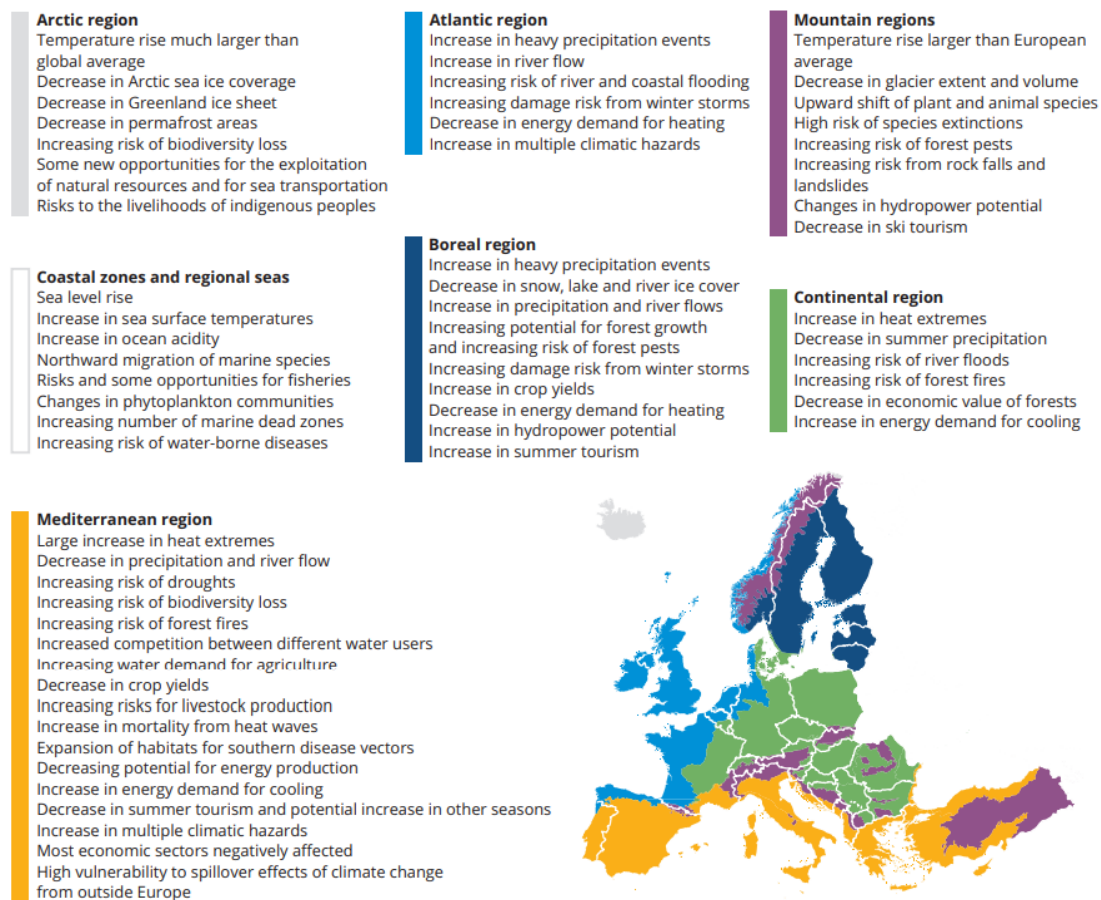 Arctic region
Temperature rise much larger than
global average
Decrease in Arctic sea ice coverage
Decrease in Greenland ice sheet
Decrease in permafrost areas
Increasing risk of biodiversity loss
Some new opportunities for the exploitation
of natural resources and for sea transportation
Risks to the livelihoods of indigenous peoples
Coastal zones and regional seas
Sea level rise
Increase in sea surface temperatures
Increase in ocean acidity
Northward migration of marine species
Risks and some opportunities for fisheries
Changes in phytoplankton communities
Increasing number of marine dead zones
Increasing risk of water-borne diseases
Atlantic region
Increase in heavy precipitation events
Increase in river flow
Increasing risk of river and coastal flooding
Increasing damage risk from winter storms
Decrease in energy demand for heating
Increase in multiple climatic hazards
Boreal region
Increase in heavy precipitation events
Decrease in snow, lake and river ice cover
Increase in precipitation and river flows
Increasing potential for forest growth
and increasing risk of forest pests
Increasing damage risk from winter storms
Increase in crop yields
Decrease in energy demand for heating
Increase in hydropower potential
Increase in summer tourism
Mountain regions
Temperature rise larger than European
average
Decrease in glacier extent and volume
Upward shift of plant and animal species
High risk of species extinctions
Increasing risk of forest pests
Increasing risk from rock falls and
landslides
Changes in hydropower potential
Decrease in ski tourism
Continental region
Increase in heat extremes
Decrease in summer precipitation
Increasing risk of river floods
Increasing risk of forest fires
Decrease in economic value of forests
Increase in energy demand for cooling
Mediterranean region
Large increase in heat extremes
Decrease in precipitation and river flow
Increasing risk of droughts
Increasing risk of biodiversity loss
Increasing risk of forest fires
Increased competition between different water users
Increasing water demand for agriculture
Decrease in crop yields
Increasing risks for livestock production
Increase in mortality from heat waves
Expansion of habitats for southern disease vectors
Decreasing potential for energy production
Increase in energy demand for cooling
Decrease in summer tourism and potential increase in other seasons
Increase in multiple climatic hazards
Most economic sectors negatively affected
High vulnerability to spillover effects of climate change
from outside Europe